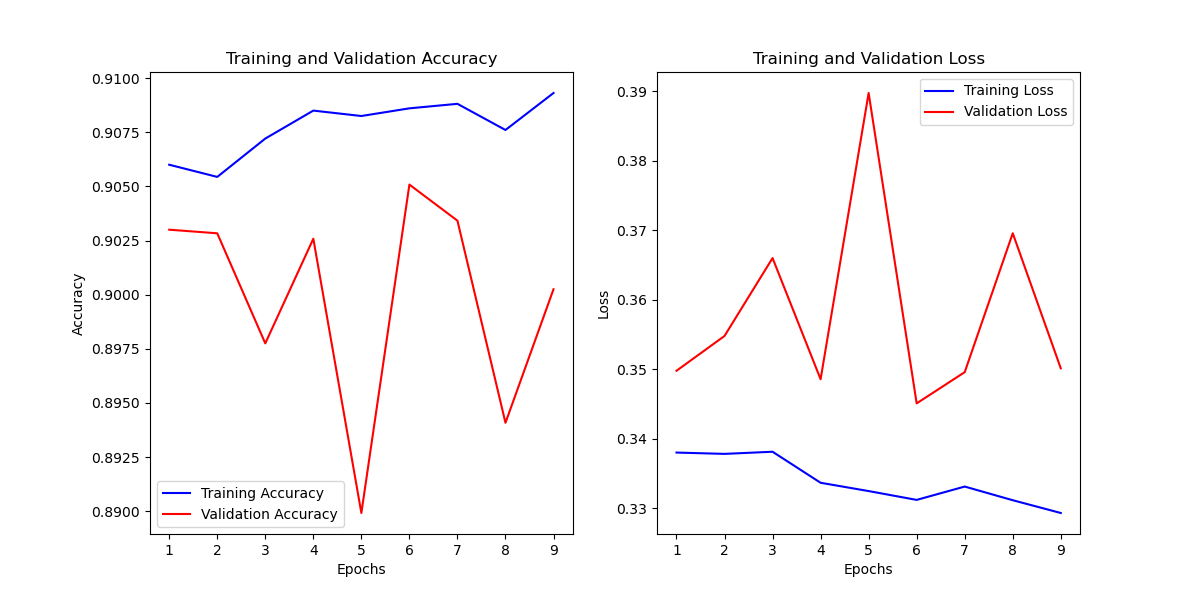 Training and Validation Accuracy
0.9100
0.9075
0.9050
0.9025
0.9000
0.8975
0.8950
0.8925
0.8900
Accuracy
Training Accuracy
Validation Accuracy
1 2 3 4 5 6 7 8 9
Epochs
Training and Validation Loss
0.39
0.38
0.37
0.36
0.35
0.34
0.33
Loss
Training Loss
Validation Loss
1 2 3 4 5 6 7 8 9
Epochs